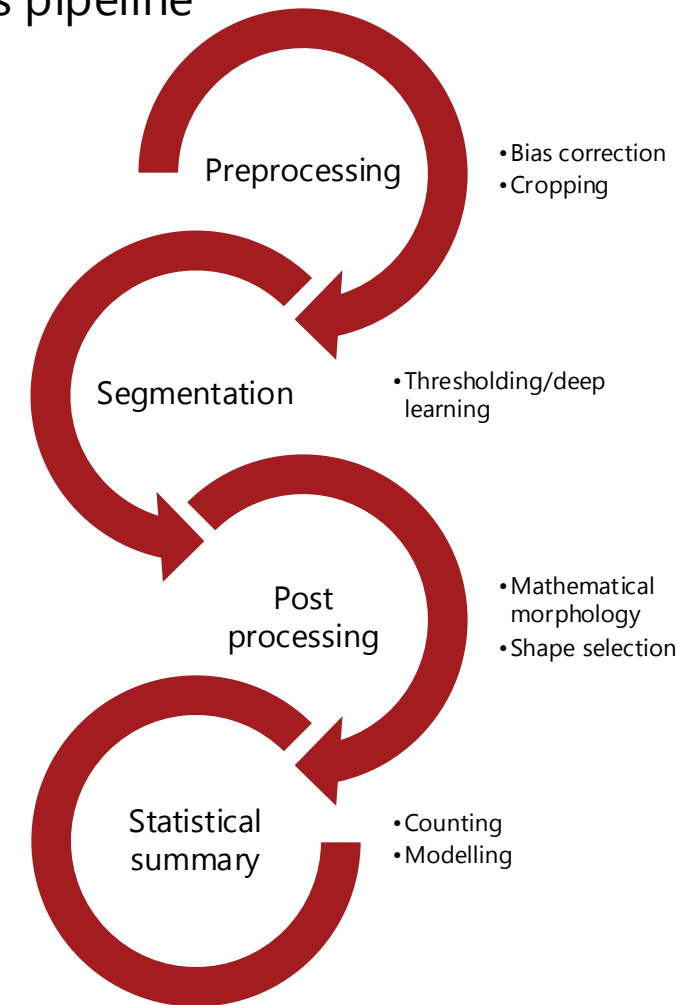 s pipeline
Preprocessing
•Bias correction
•Cropping
Segmentation
•Thresholding/deep
learning
Post
processing
•Mathematical
morphology
•Shape selection
Statistical
summary
•Counting
•Modelling